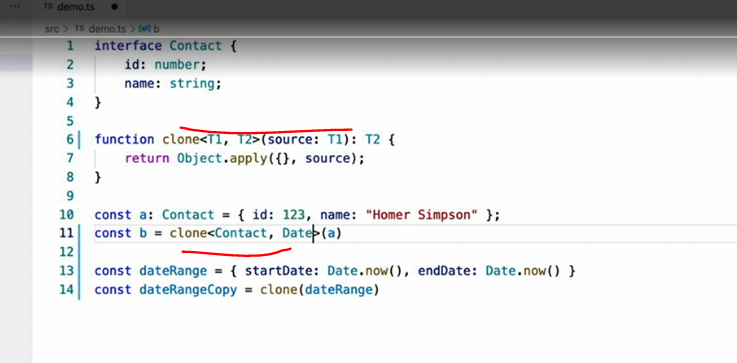 ... TS demo.ts ●
src > TS demo.ts > b
1 interface Contact {
2 id: number;
3 name: string;
4 }
5
6 function clone<T1, T2>(source: T1): T2 {
7 return Object.apply({}, source);
8 }
9
10 const a: Contact = { id: 123, name: "Homer Simpson" };
11 const b = clone<Contact, Date>(a)
12
13 const dateRange = { startDate: Date.now(), endDate: Date.now() }
14 const dateRangeCopy = clone(dateRange)